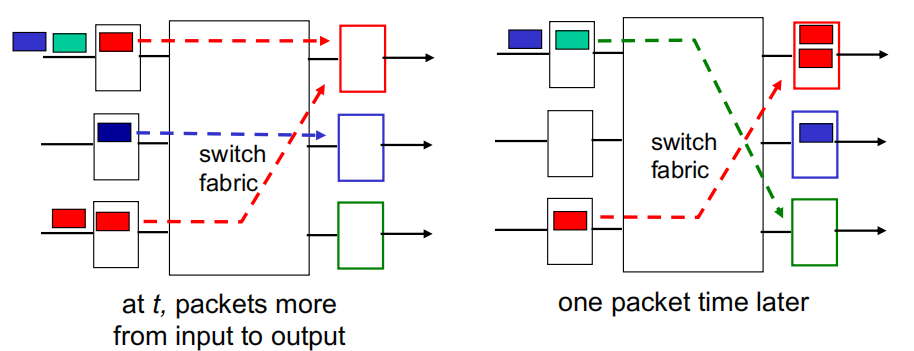 switch
fabric
at t, packets more
from input to output
switch
fabric
one packet time later